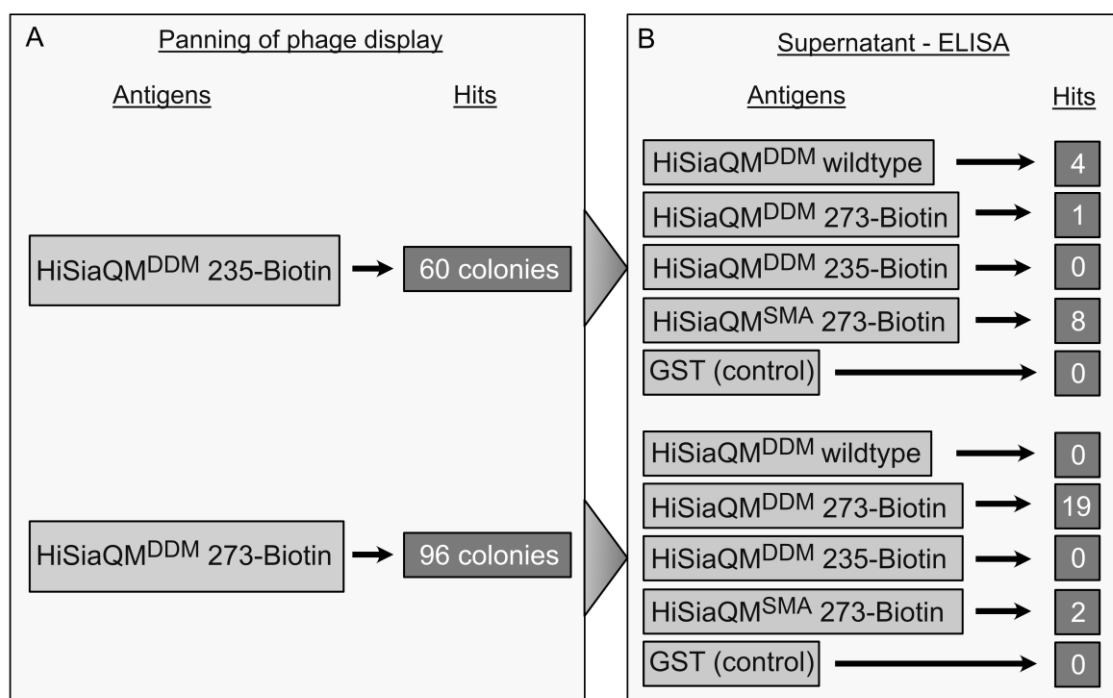 A
Panning of phage display
Antigens
Hits
HiSiaQMDDM 235-Biotin
60 colonies
HiSiaQMDDM 273-Biotin
96 colonies
B
Supernatant - ELISA
Antigens
Hits
HiSiaQMDDM wildtype
4
HiSiaQMDDM 273-Biotin
1
HiSiaQMDDM 235-Biotin
0
HiSiaQMSMA 273-Biotin
8
GST (control)
0
HiSiaQMDDM wildtype
0
HiSiaQMDDM 273-Biotin
19
HiSiaQMDDM 235-Biotin
0
HiSiaQMSMA 273-Biotin
2
GST (control)
0